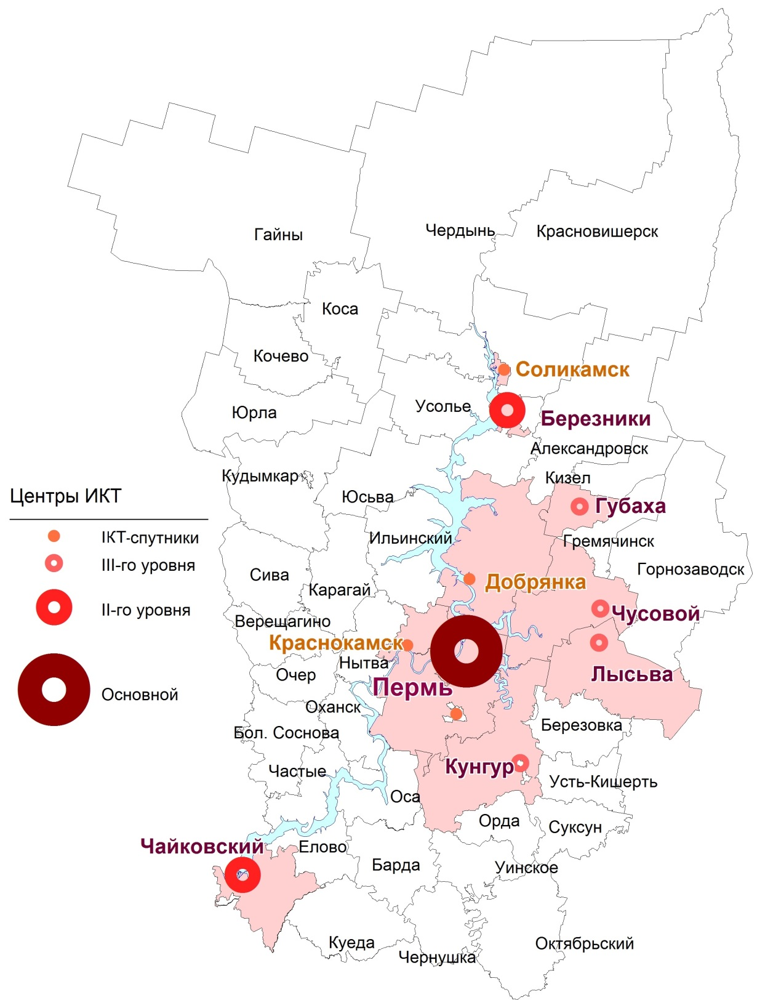 Чердынь
Красновишерск
Гайны
Коса
Кочево
Соликамск
Усолье
Юрла
Березники
Александровск
Кудымкар
Кизел
Юсьва
Губаха
Ильинский
Гремячинск
Горнозаводск
Сива
Добрянка
Карагай
Чусовой
Верещагино
Краснокамск
Нытва
Очер
Лысьва
Пермь
Оханск
Березовка
Бол. Соснова
Кунгур
Частые
Усть-Кишерть
Оса
Орда
Суксун
Чайковский
Елово
Барда
Уинское
Куеда
Октябрьский
Чернушка
Центры ИКТ
IКТ-спутники
III-го уровня
II-го уровня
Основной